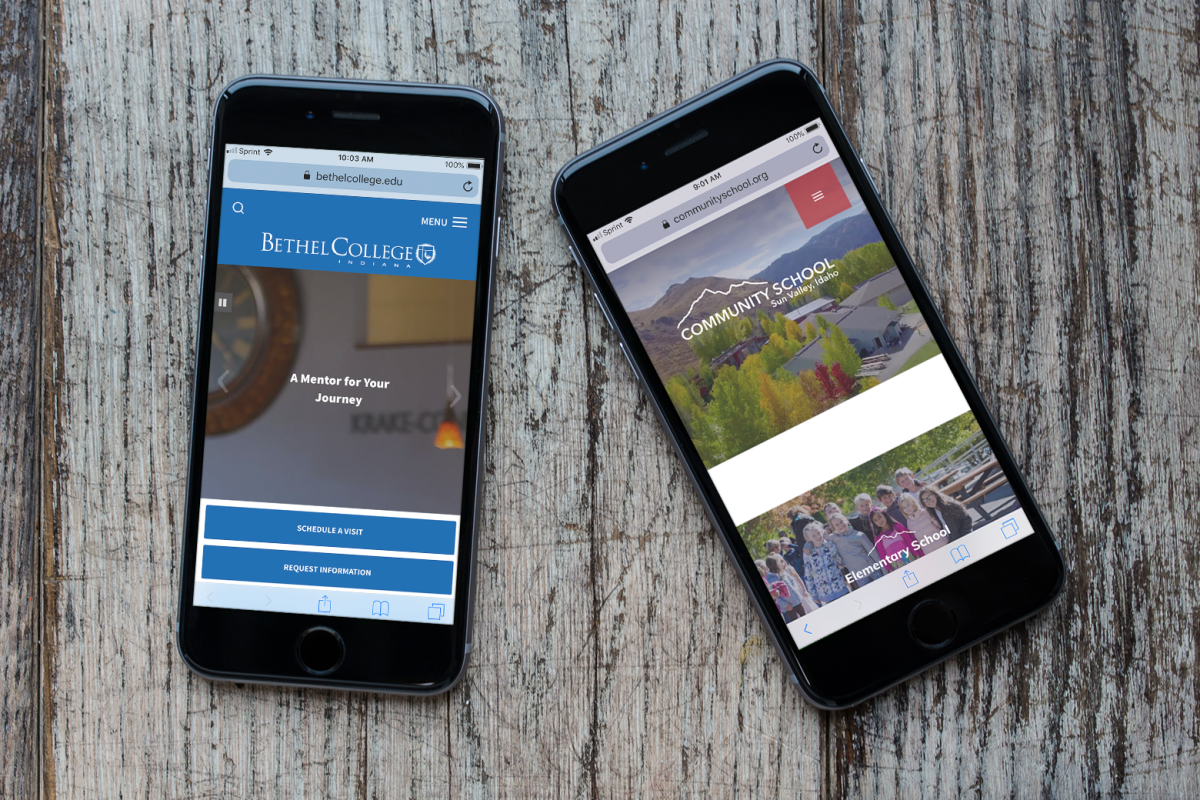 Sprint 10:03 AM 100%
bethelcollege.edu
MENU
BETHEL COLLEGE
INDIANA
A Mentor for Your
Journey
KRAKE-CO
SCHEDULE A VISIT
REQUEST INFORMATION
Sprint 9:01 AM 100%
communityschool.org
COMMUNITY SCHOOL
Sun Valley, Idaho
Elementary School